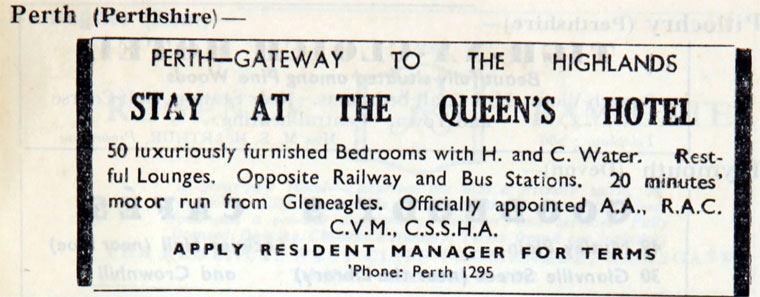 Perth (Perthshire)—
PERTH—GATEWAY TO THE HIGHLANDS
STAY AT THE QUEEN'S HOTEL
50 luxuriously furnished Bedrooms with H. and C. Water. Rest-
ful Lounges. Opposite Railway and Bus Stations. 20 minutes'
motor run from Gleneagles. Officially appointed A.A., R.A.C.
C.V.M., C.S.S.H.A.
APPLY RESIDENT MANAGER FOR TERMS
'Phone: Perth 1295